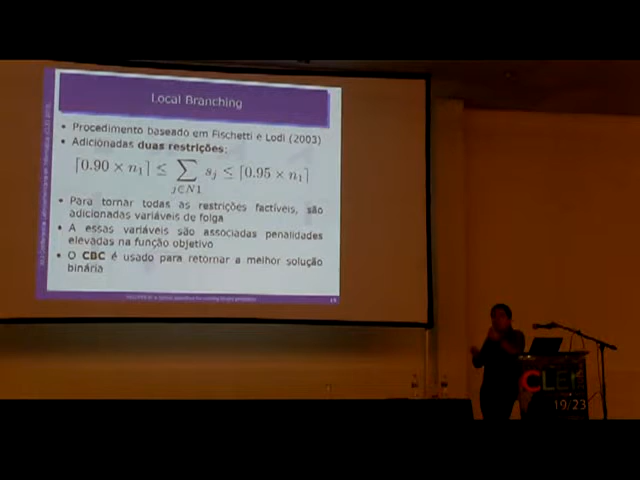 Local Branching
• Procedimento baseado em Fischetti e Lodi (2003)
• Adicionadas duas restrições:
⌈0.90 × n₁⌉ ≤ ∑ sⱼ ≤ ⌈0.95 × n₁⌉
j∈N1
• Para tornar todas as restrições factíveis, são
adicionadas variáveis de folga
• A essas variáveis são associadas penalidades
elevadas na função objetivo
• O CBC é usado para retornar a melhor solução
binária
CLEI
19/23